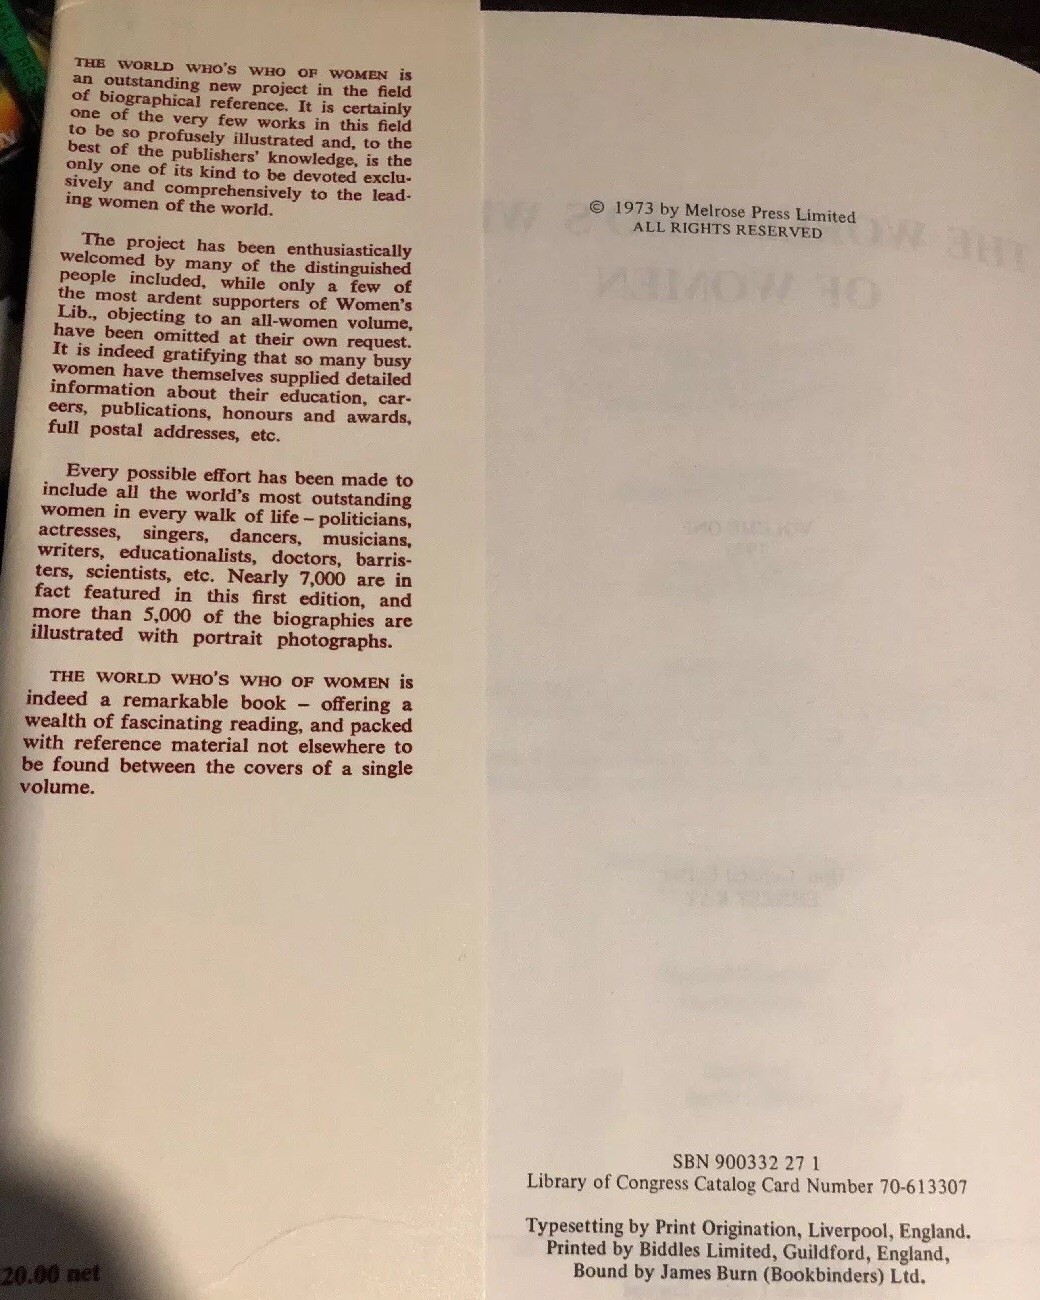 THE WORLD WHO'S WHO OF WOMEN is
an outstanding new project in the field
of biographical reference. It is certainly
one of the very few works in this field
to be so profusely illustrated and, to the
best of the publishers' knowledge, is the
only one of its kind to be devoted exclu-
sively and comprehensively to the lead-
ing women of the world.
The project has been enthusiastically
welcomed by many of the distinguished
people included, while only a few of
the most ardent supporters of Women's
Lib., objecting to an all-women volume,
have been omitted at their own request.
It is indeed gratifying that so many busy
women have themselves supplied detailed
information about their education, car-
eers, publications, honours and awards,
full postal addresses, etc.
Every possible effort has been made to
include all the world's most outstanding
women in every walk of life – politicians,
actresses, singers, dancers, musicians,
writers, educationalists, doctors, barris-
ters, scientists, etc. Nearly 7,000 are in
fact featured in this first edition, and
more than 5,000 of the biographies are
illustrated with portrait photographs.
THE WORLD WHO'S WHO OF WOMEN is
indeed a remarkable book – offering a
wealth of fascinating reading, and packed
with reference material not elsewhere to
be found between the covers of a single
volume.
20.00 net
© 1973 by Melrose Press Limited
ALL RIGHTS RESERVED
SBN 900332 27 1
Library of Congress Catalog Card Number 70-613307
Typesetting by Print Origination, Liverpool, England.
Printed by Biddles Limited, Guildford, England,
Bound by James Burn (Bookbinders) Ltd.